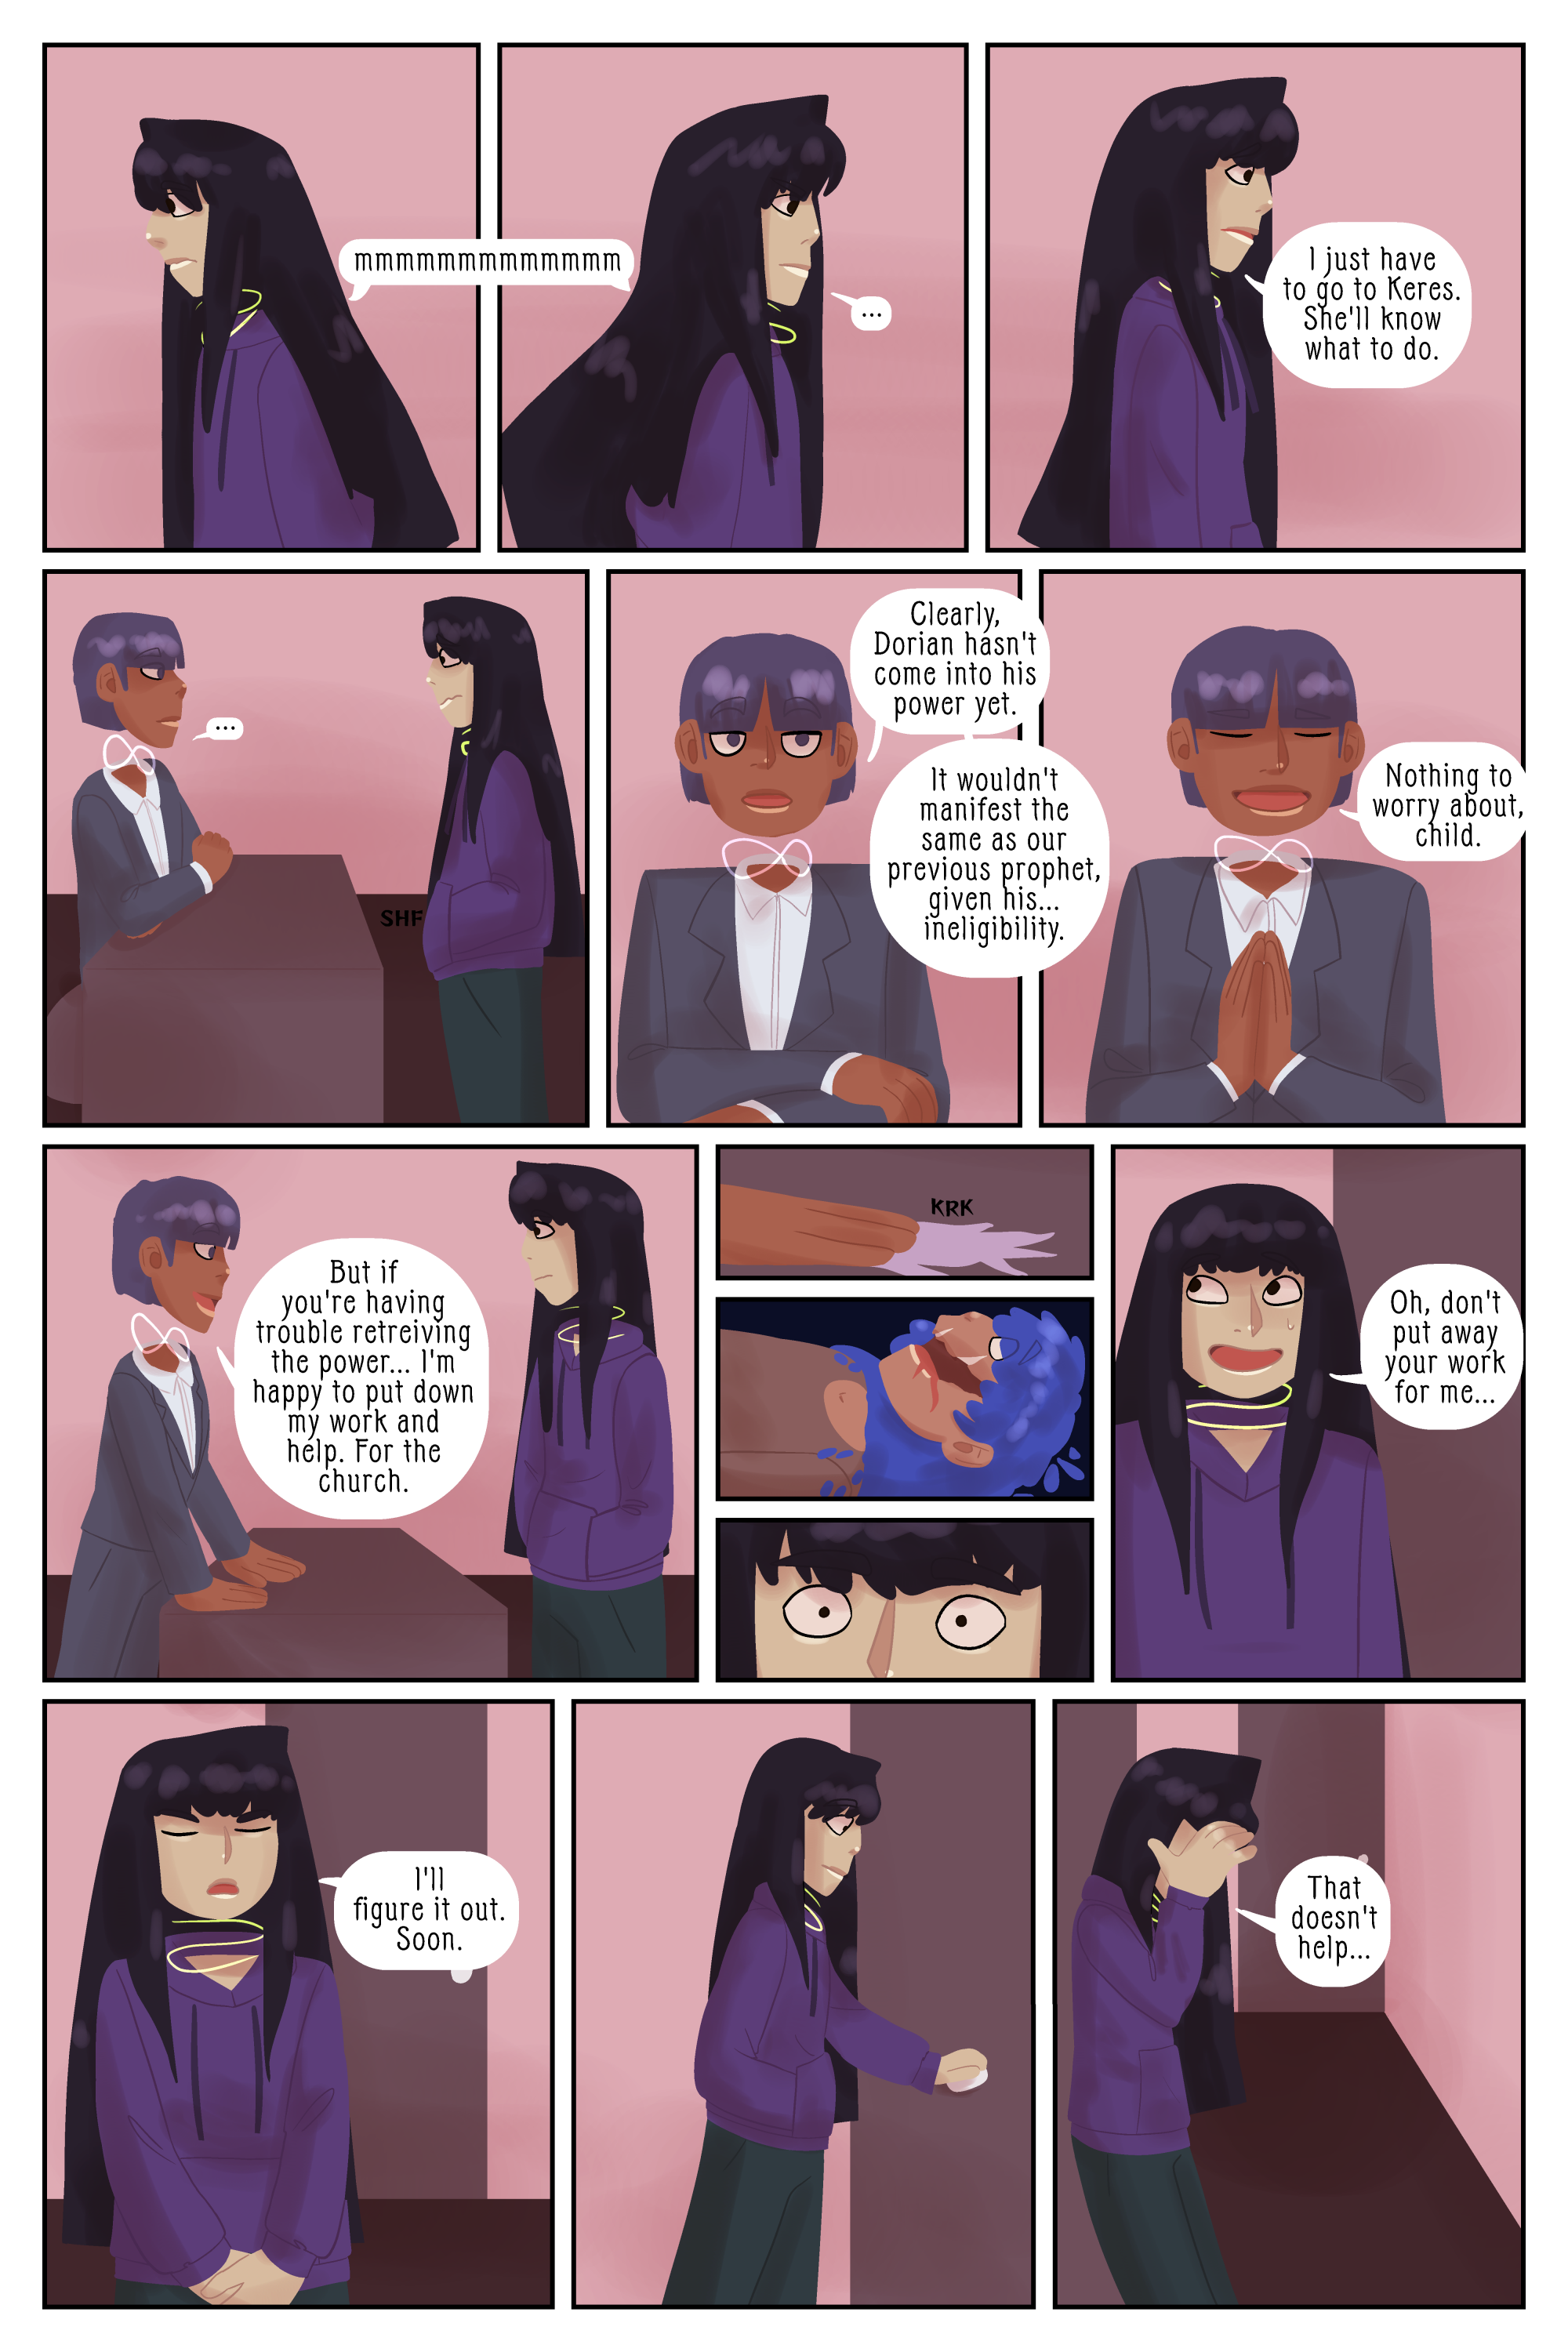 mmmmmmmmmmmmm
...
I just have
to go to Keres.
She'll know
what to do.
...
SHF
Clearly,
Dorian hasn't
come into his
power yet.
It wouldn't
manifest the
same as our
previous prophet,
given his...
ineligibility.
Nothing to
worry about,
child.
But if
you're having
trouble retreiving
the power... I'm
happy to put down
my work and
help. For the
church.
KRK
Oh, don't
put away
your work
for me...
I'll
figure it out.
Soon.
That
doesn't
help...